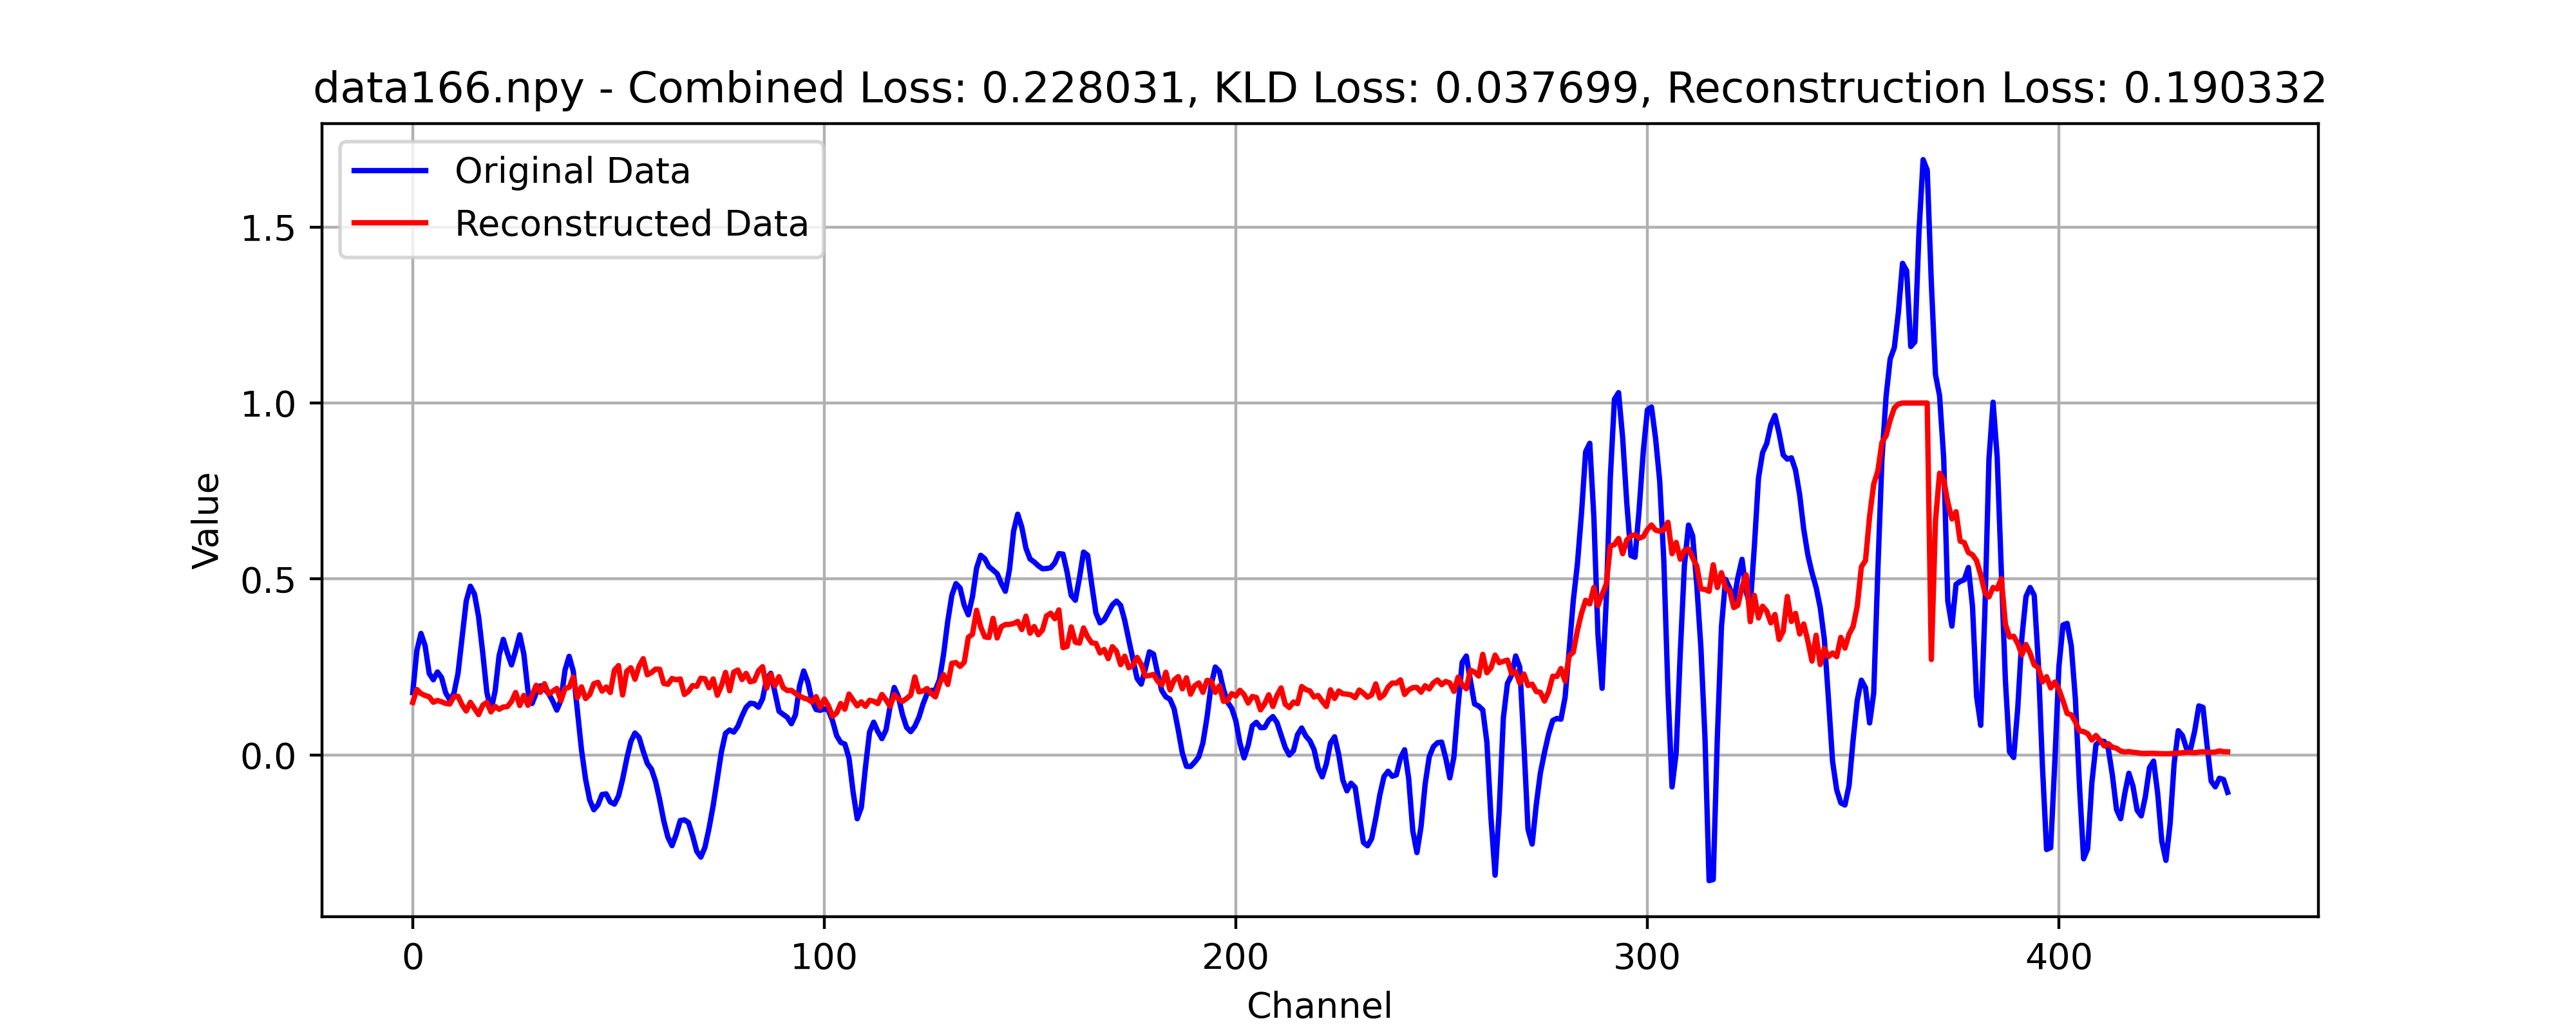 data166.npy - Combined Loss: 0.228031, KLD Loss: 0.037699, Reconstruction Loss: 0.190332
Original Data
Reconstructed Data
1.5
1.0
0.5
0.0
Value
0 100 200 300 400
Channel